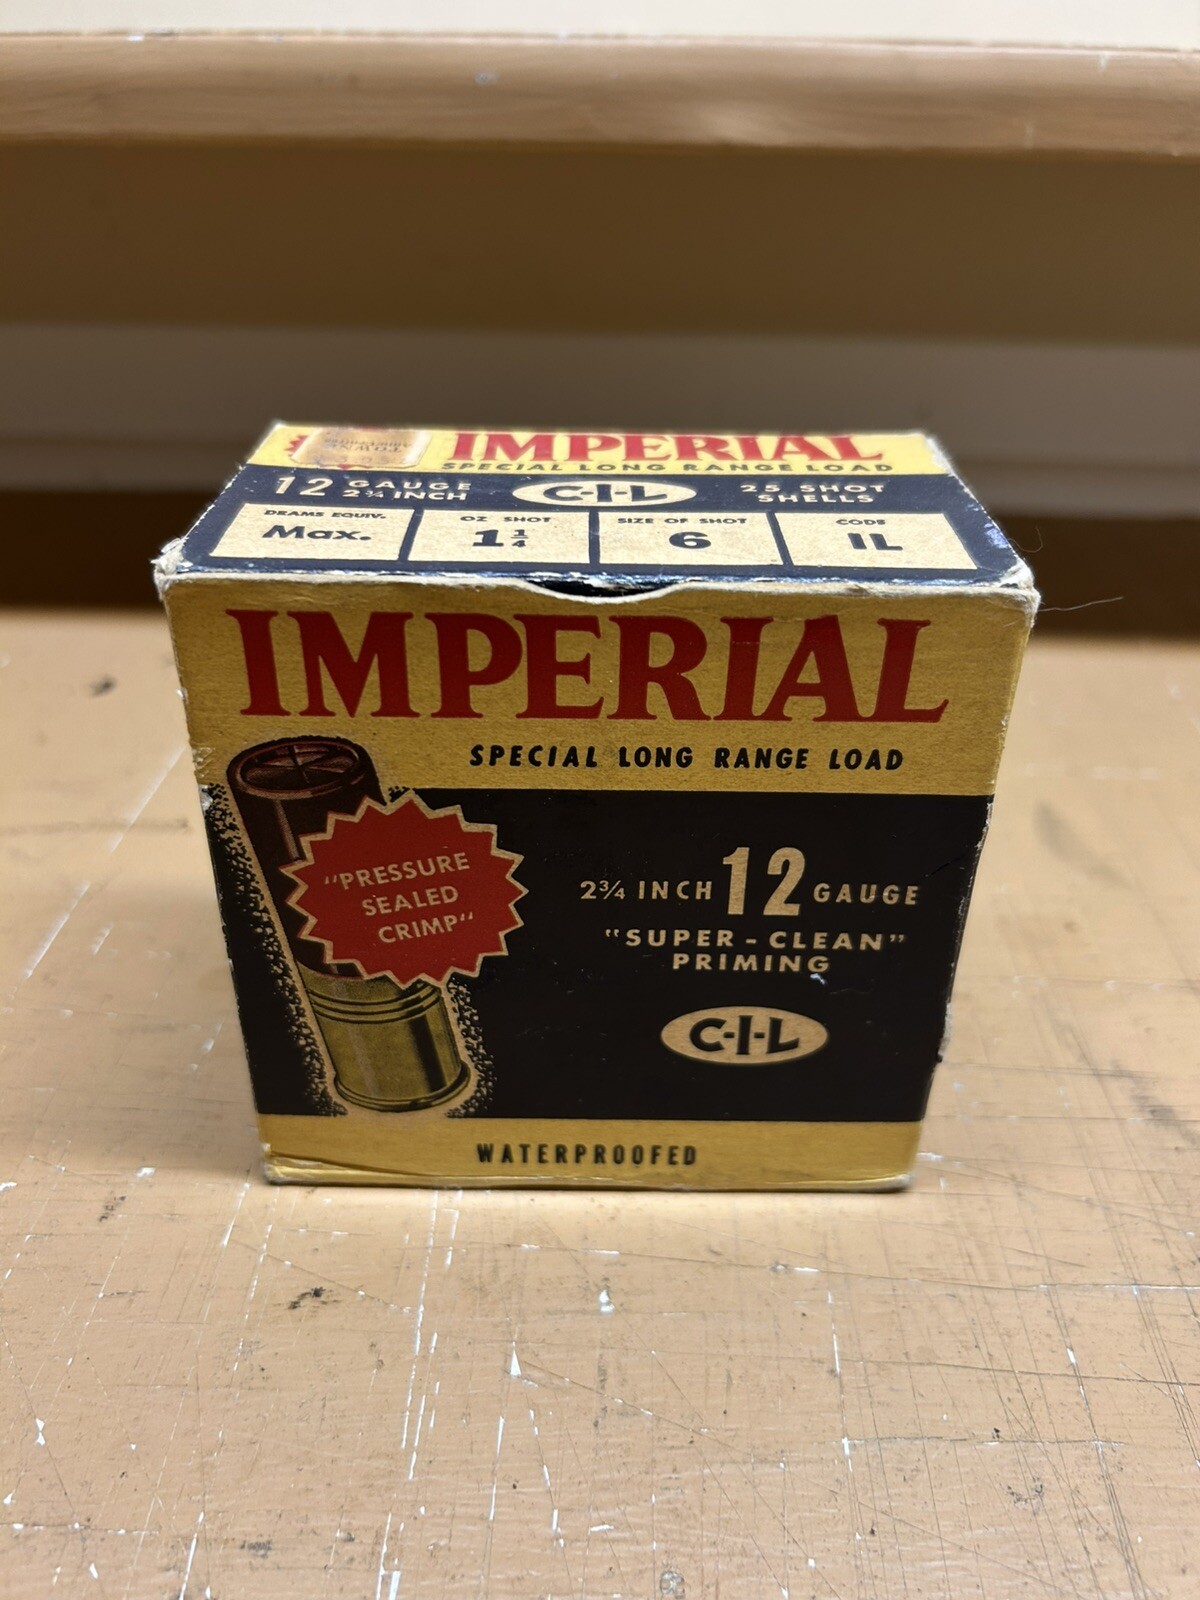 IMPERIAL
SPECIAL LONG RANGE LOAD
12 GAUGE
2¾ INCH
C-I-L
25 SHOT
SHELLS
DRAMS EQUIV.
Max.
OZ SHOT
1 1/4
SIZE OF SHOT
6
CODE
IL
IMPERIAL
SPECIAL LONG RANGE LOAD
"PRESSURE
SEALED
CRIMP"
2¾ INCH 12 GAUGE
"SUPER-CLEAN"
PRIMING
C-I-L
WATERPROOFED